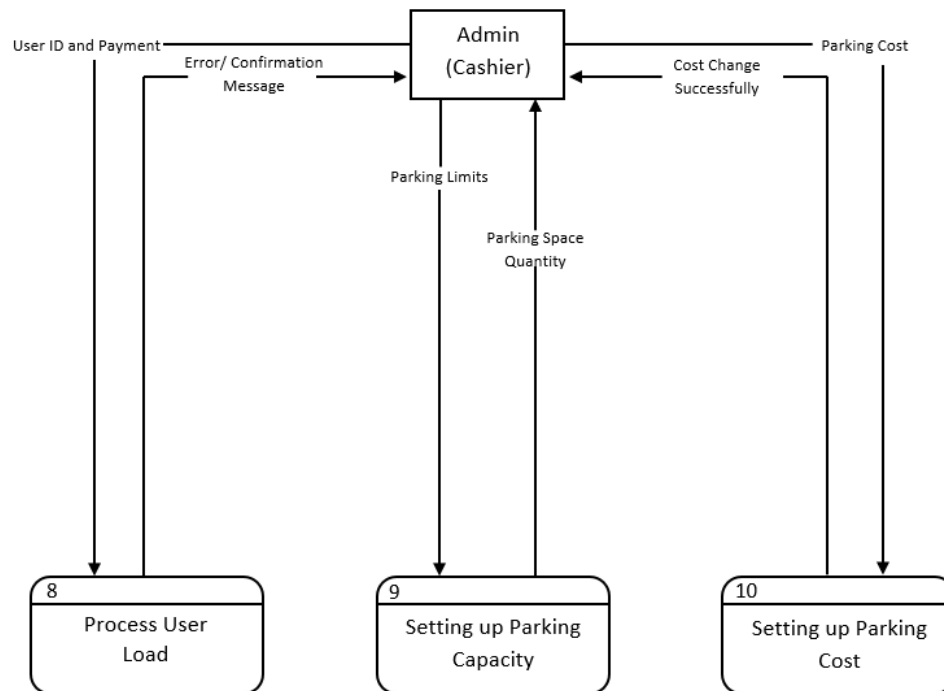 Admin
(Cashier)
User ID and Payment
Parking Cost
Error/ Confirmation
Message
Cost Change
Successfully
Parking Limits
Parking Space
Quantity
8
Process User
Load
9
Setting up Parking
Capacity
10
Setting up Parking
Cost